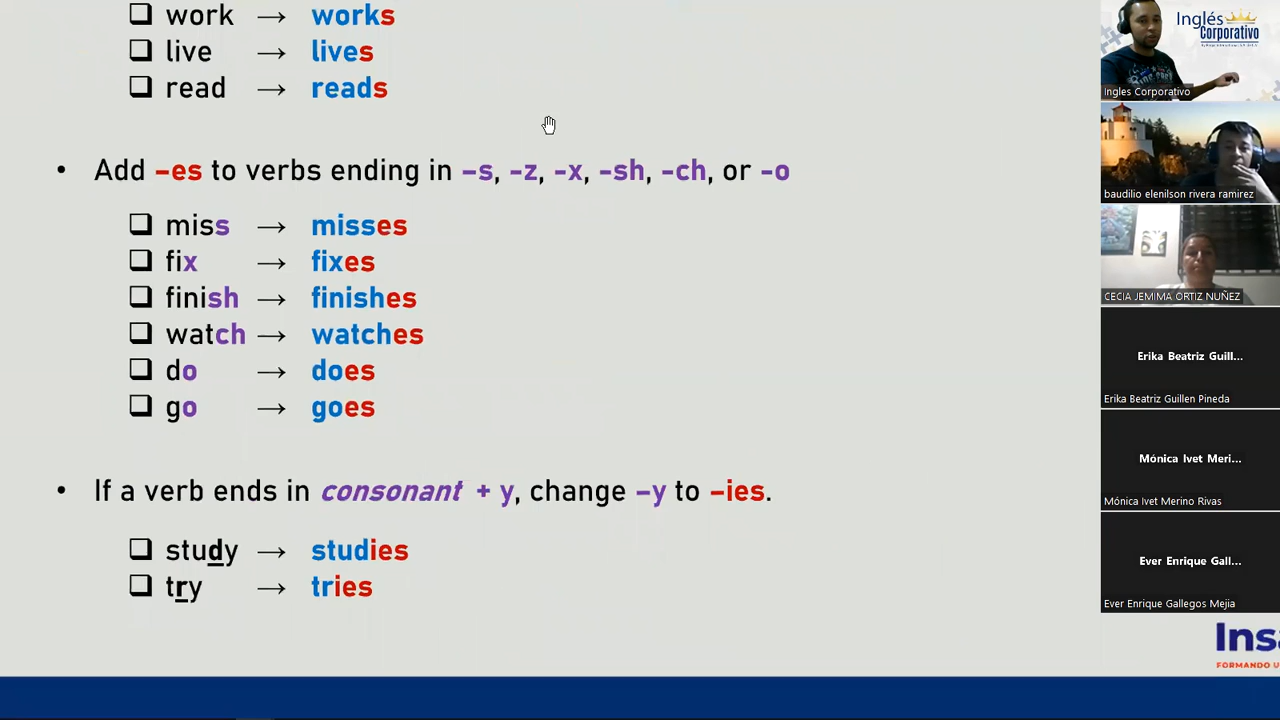 work → works
live → lives
read → reads
• Add –es to verbs ending in –s, -z, -x, -sh, -ch, or -o
miss → misses
fix → fixes
finish → finishes
watch → watches
do → does
go → goes
• If a verb ends in consonant + y, change –y to –ies.
study → studies
try → tries
Inglés
Corporativo
Ingles Corporativo
baudilio elenilson rivera ramirez
CECIA JEMIMA ORTIZ NUÑEZ
Erika Beatriz Guill...
Erika Beatriz Guillen Pineda
Mónica Ivet Meri...
Mónica Ivet Merino Rivas
Ever Enrique Gall...
Ever Enrique Gallegos Mejia
Insa
FORMANDO U